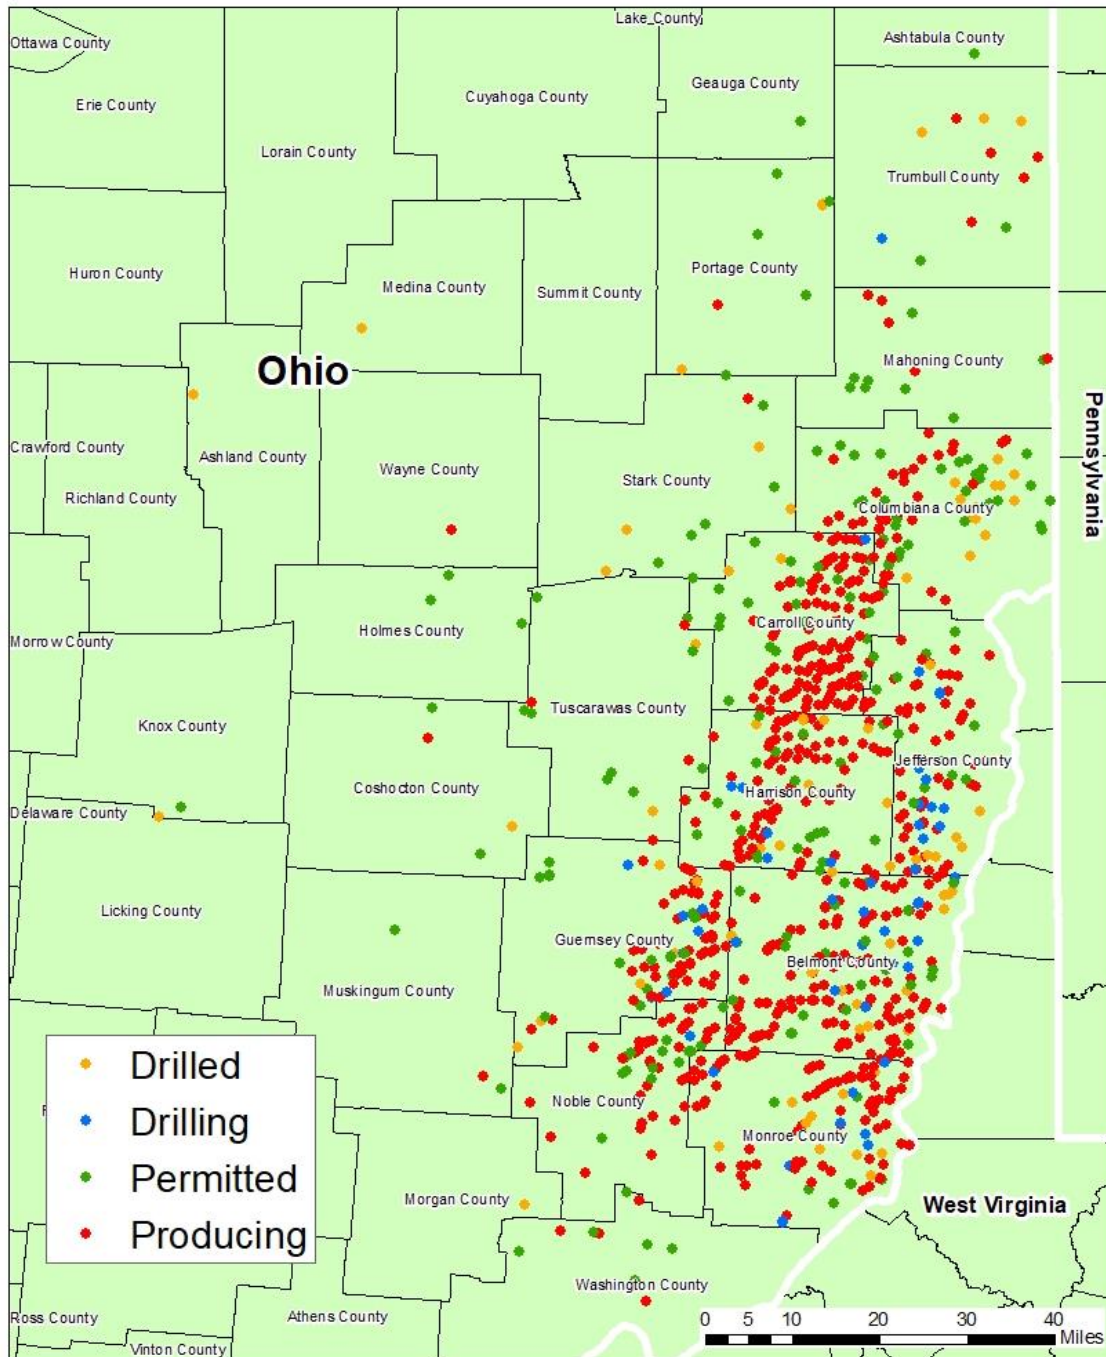 Lake County
Ottawa County
Ashtabula County
Geauga County
Cuyahoga County
Erie County
Lorain County
Trumbull County
Huron County
Portage County
Medina County
Summit County
Mahoning County
Ohio
Pennsylvania
Crawford County
Ashland County
Wayne County
Stark County
Richland County
Columbiana County
Carroll County
Holmes County
Morrow County
Tuscarawas County
Knox County
Jefferson County
Coshocton County
Harrison County
Delaware County
Licking County
Guernsey County
Belmont County
Muskingum County
Drilled
Drilling
Permitted
Producing
Noble County
Monroe County
Morgan County
West Virginia
Washington County
Ross County
Athens County
Vinton County
0 5 10 20 30 40
Miles